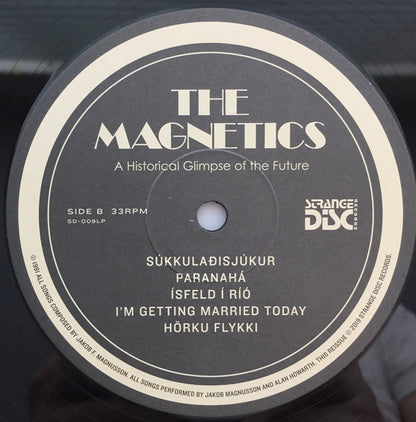 THE
MAGNETICS
A Historical Glimpse of the Future
SIDE B 33RPM
SD-009LP
STRANGE
DISC
RECORDS
SÚKKULAÐISJÚKUR
PARANAHÁ
ÍSFELD Í RÍÓ
I'M GETTING MARRIED TODAY
HÖRKU FLYKKI
© 1981 ALL SONGS COMPOSED BY JAKOB F. MAGNUSSON. ALL SONGS PERFORMED BY JAKOB MAGNUSSON AND ALAN HOWARTH. THIS REISSUE © 2019 STRANGE DISC RECORDS.